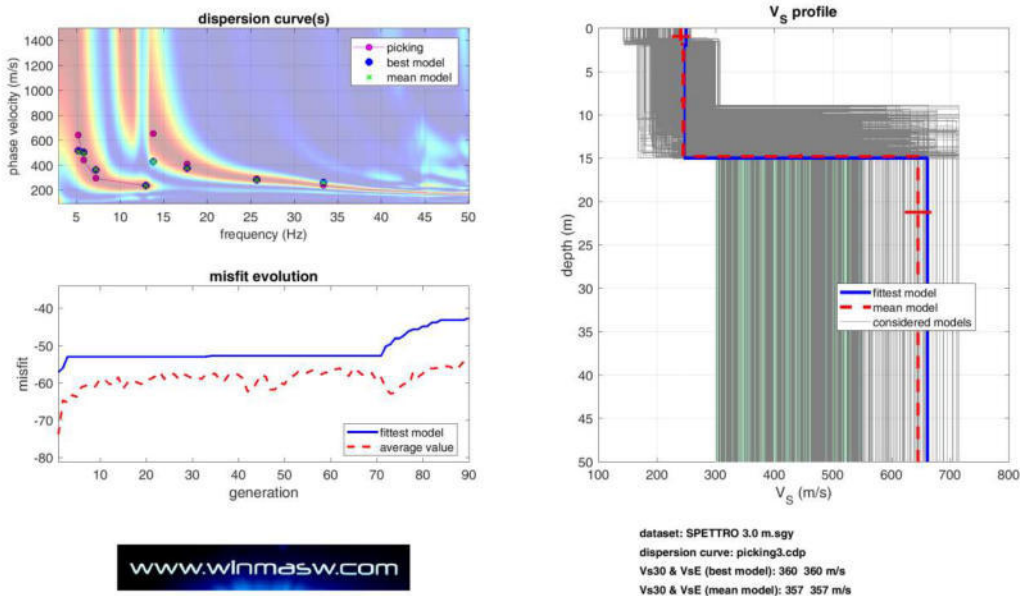 dispersion curve(s)
1400
1200
1000
800
600
400
200
phase velocity (m/s)
picking
best model
mean model
5 10 15 20 25 30 35 40 45 50
frequency (Hz)
misfit evolution
-40
-50
-60
-70
-80
misfit
fittest model
average value
10 20 30 40 50 60 70 80 90
generation
www.winmasw.com
VS profile
0
5
10
15
20
25
30
35
40
45
50
depth (m)
fittest model
mean model
considered models
100 200 300 400 500 600 700 800
VS (m/s)
dataset: SPETTRO 3.0 m.sgy
dispersion curve: picking3.cdp
Vs30 & VsE (best model): 360 360 m/s
Vs30 & VsE (mean model): 357 357 m/s